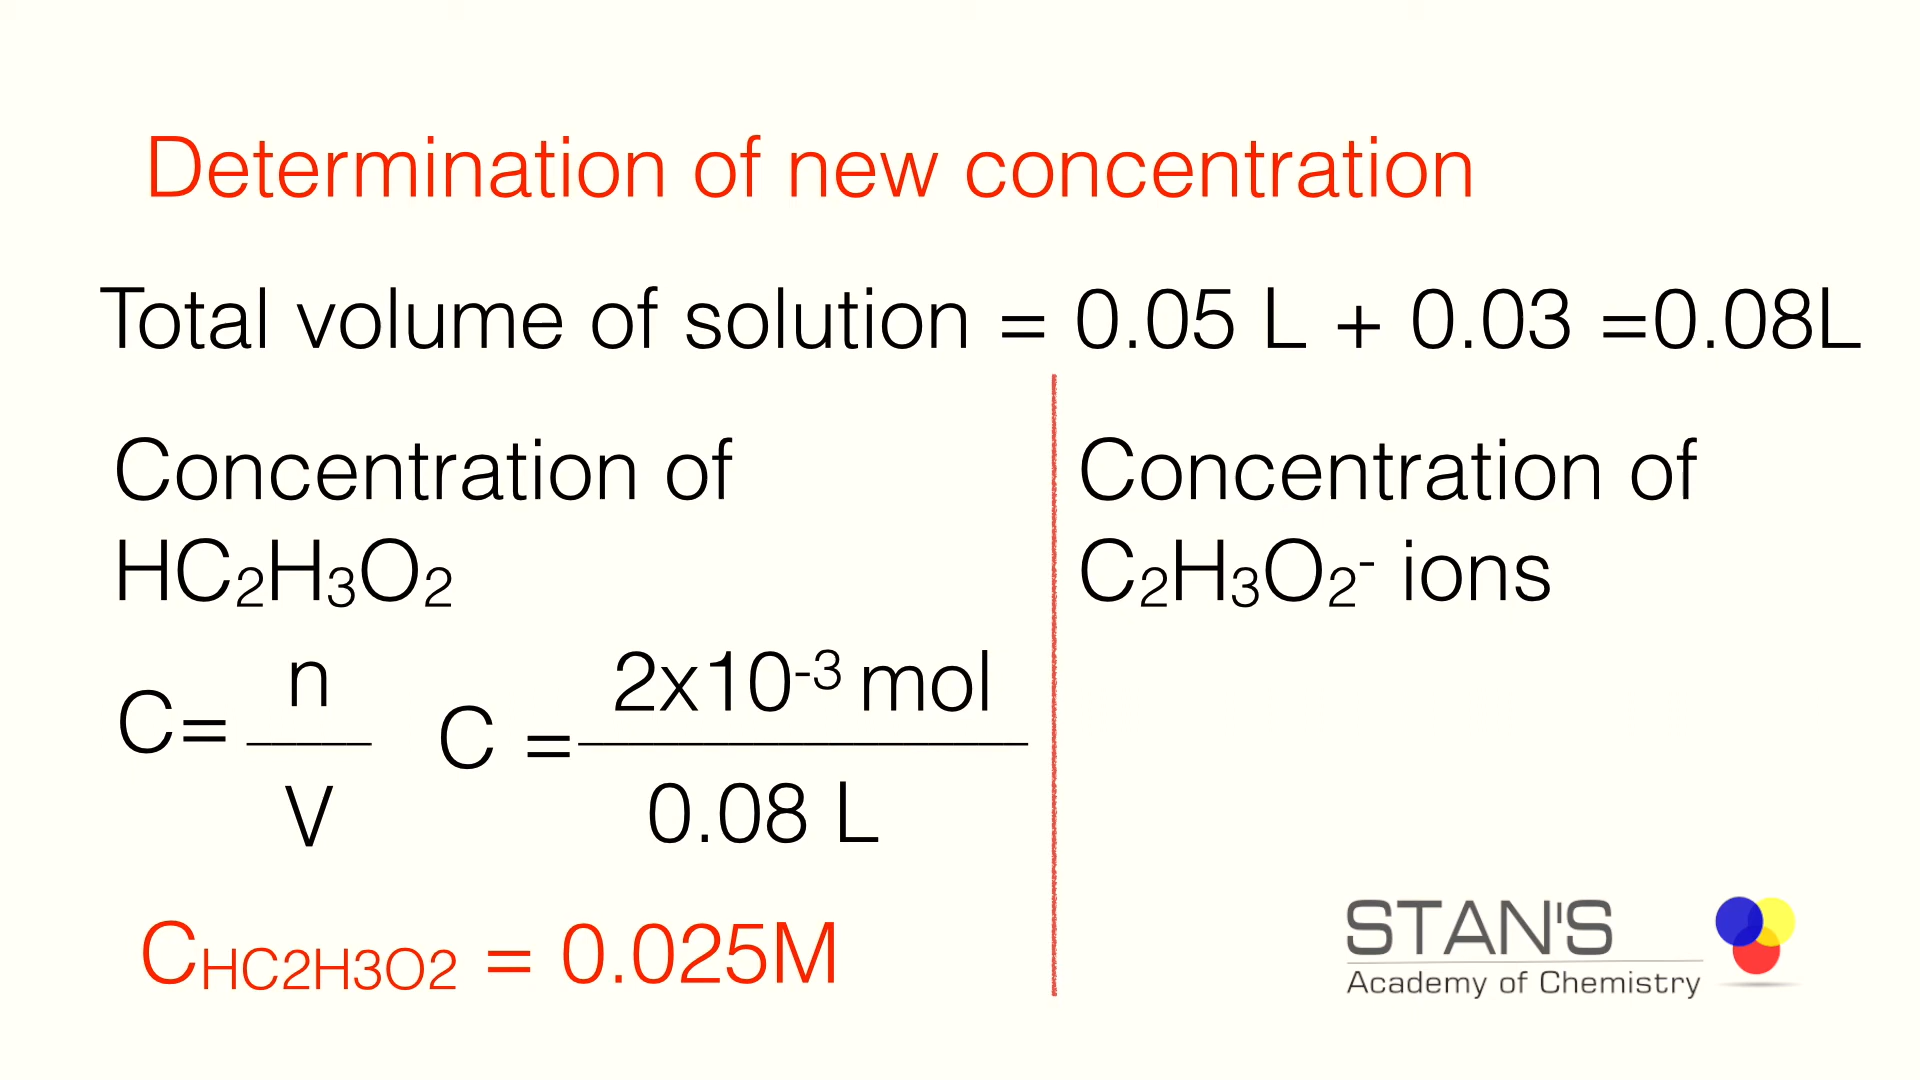 Determination of new concentration
Total volume of solution = 0.05 L + 0.03 =0.08L
Concentration of
HC₂H₃O₂
C= n/V C = 2x10⁻³ mol/0.08 L
CHC2H3O2 = 0.025M
Concentration of
C₂H₃O₂⁻ ions
STAN'S
Academy of Chemistry